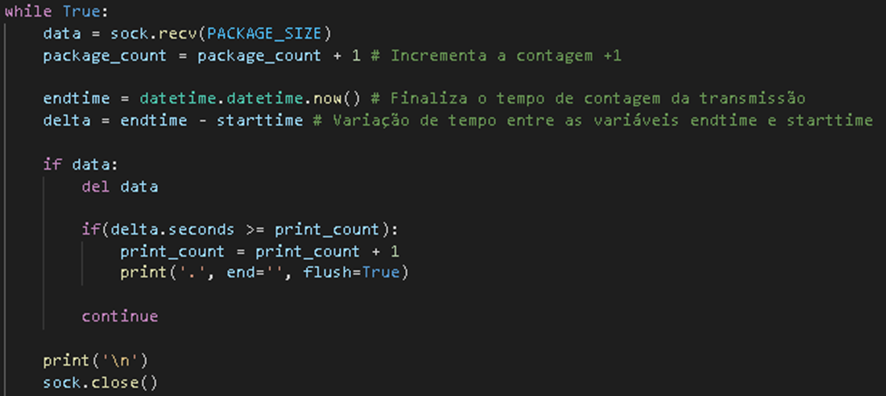 while True:
    data = sock.recv(PACKAGE_SIZE)
    package_count = package_count + 1 # Incrementa a contagem +1

    endtime = datetime.datetime.now() # Finaliza o tempo de contagem da transmissão
    delta = endtime - starttime # Variação de tempo entre as variáveis endtime e starttime

    if data:
        del data

        if(delta.seconds >= print_count):
            print_count = print_count + 1
            print('.', end='', flush=True)

        continue

    print('\n')
    sock.close()